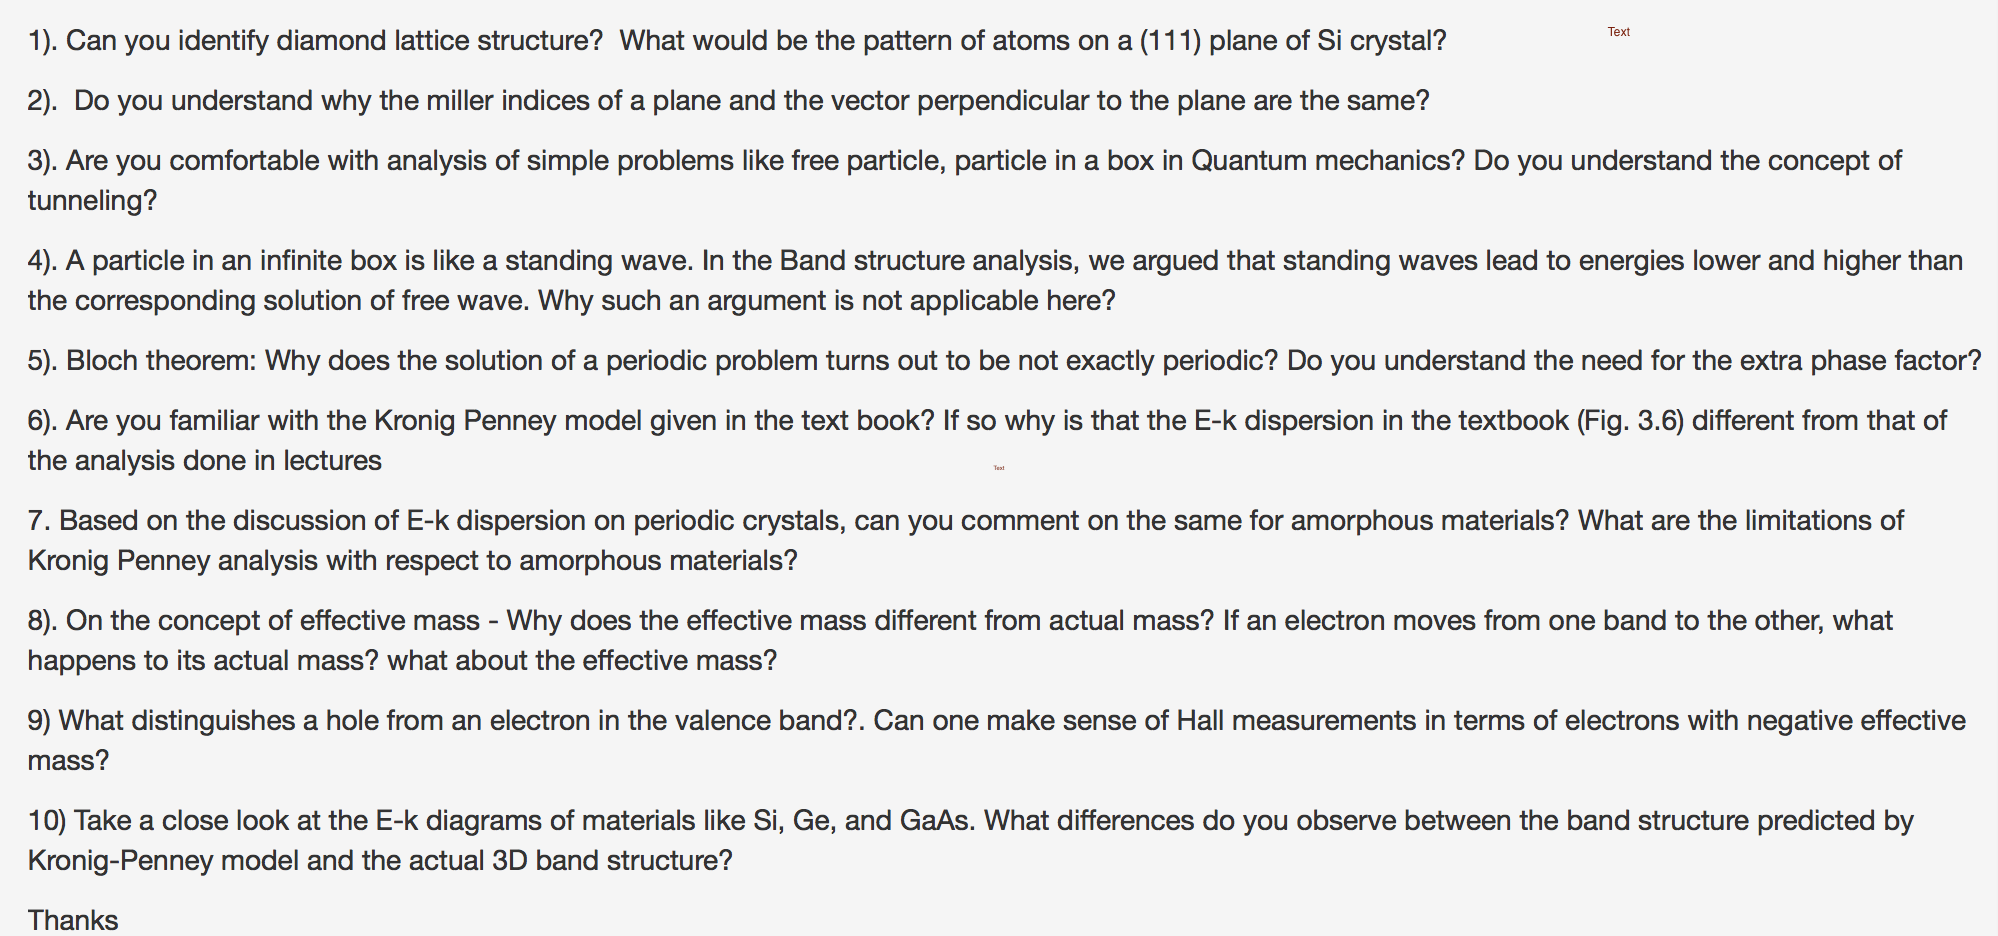 1). Can you identify diamond lattice structure?  What would be the pattern of atoms on a (111) plane of Si crystal?
Text
2).  Do you understand why the miller indices of a plane and the vector perpendicular to the plane are the same?
3). Are you comfortable with analysis of simple problems like free particle, particle in a box in Quantum mechanics? Do you understand the concept of
tunneling?
4). A particle in an infinite box is like a standing wave. In the Band structure analysis, we argued that standing waves lead to energies lower and higher than
the corresponding solution of free wave. Why such an argument is not applicable here?
5). Bloch theorem: Why does the solution of a periodic problem turns out to be not exactly periodic? Do you understand the need for the extra phase factor?
6). Are you familiar with the Kronig Penney model given in the text book? If so why is that the E-k dispersion in the textbook (Fig. 3.6) different from that of
the analysis done in lectures
Text
7. Based on the discussion of E-k dispersion on periodic crystals, can you comment on the same for amorphous materials? What are the limitations of
Kronig Penney analysis with respect to amorphous materials?
8). On the concept of effective mass - Why does the effective mass different from actual mass? If an electron moves from one band to the other, what
happens to its actual mass? what about the effective mass?
9) What distinguishes a hole from an electron in the valence band?. Can one make sense of Hall measurements in terms of electrons with negative effective
mass?
10) Take a close look at the E-k diagrams of materials like Si, Ge, and GaAs. What differences do you observe between the band structure predicted by
Kronig-Penney model and the actual 3D band structure?
Thanks